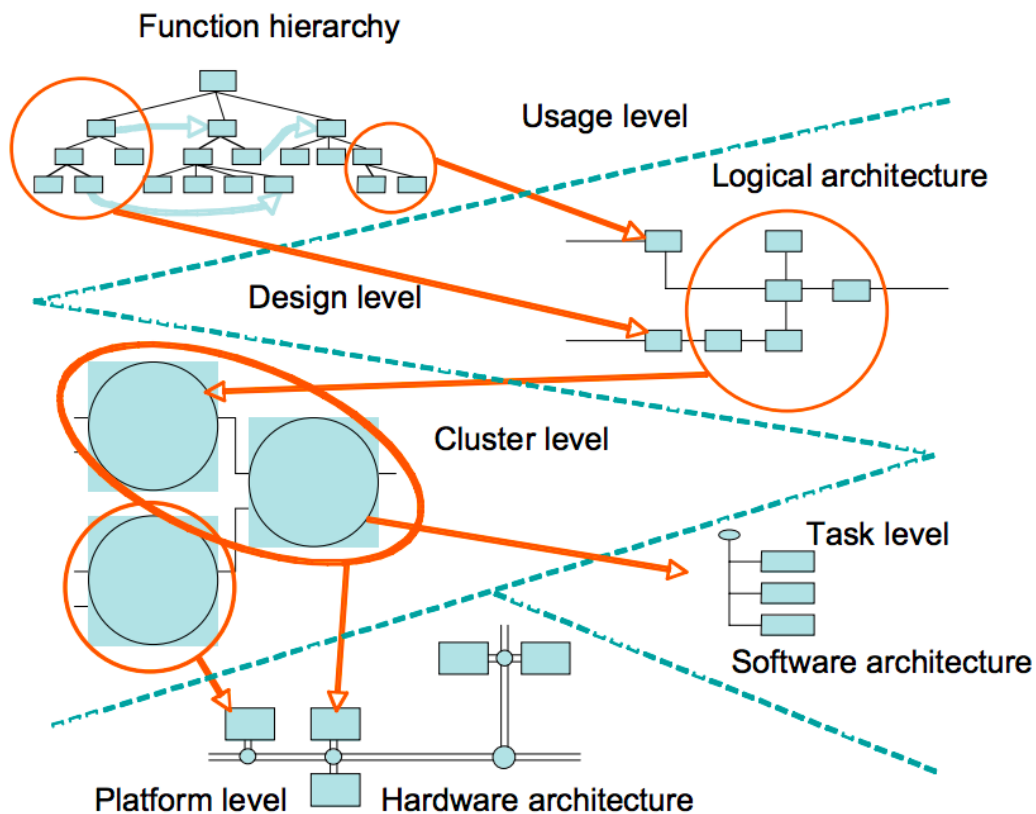 Function hierarchy
Usage level
Logical architecture
Design level
Cluster level
Task level
Software architecture
Platform level
Hardware architecture